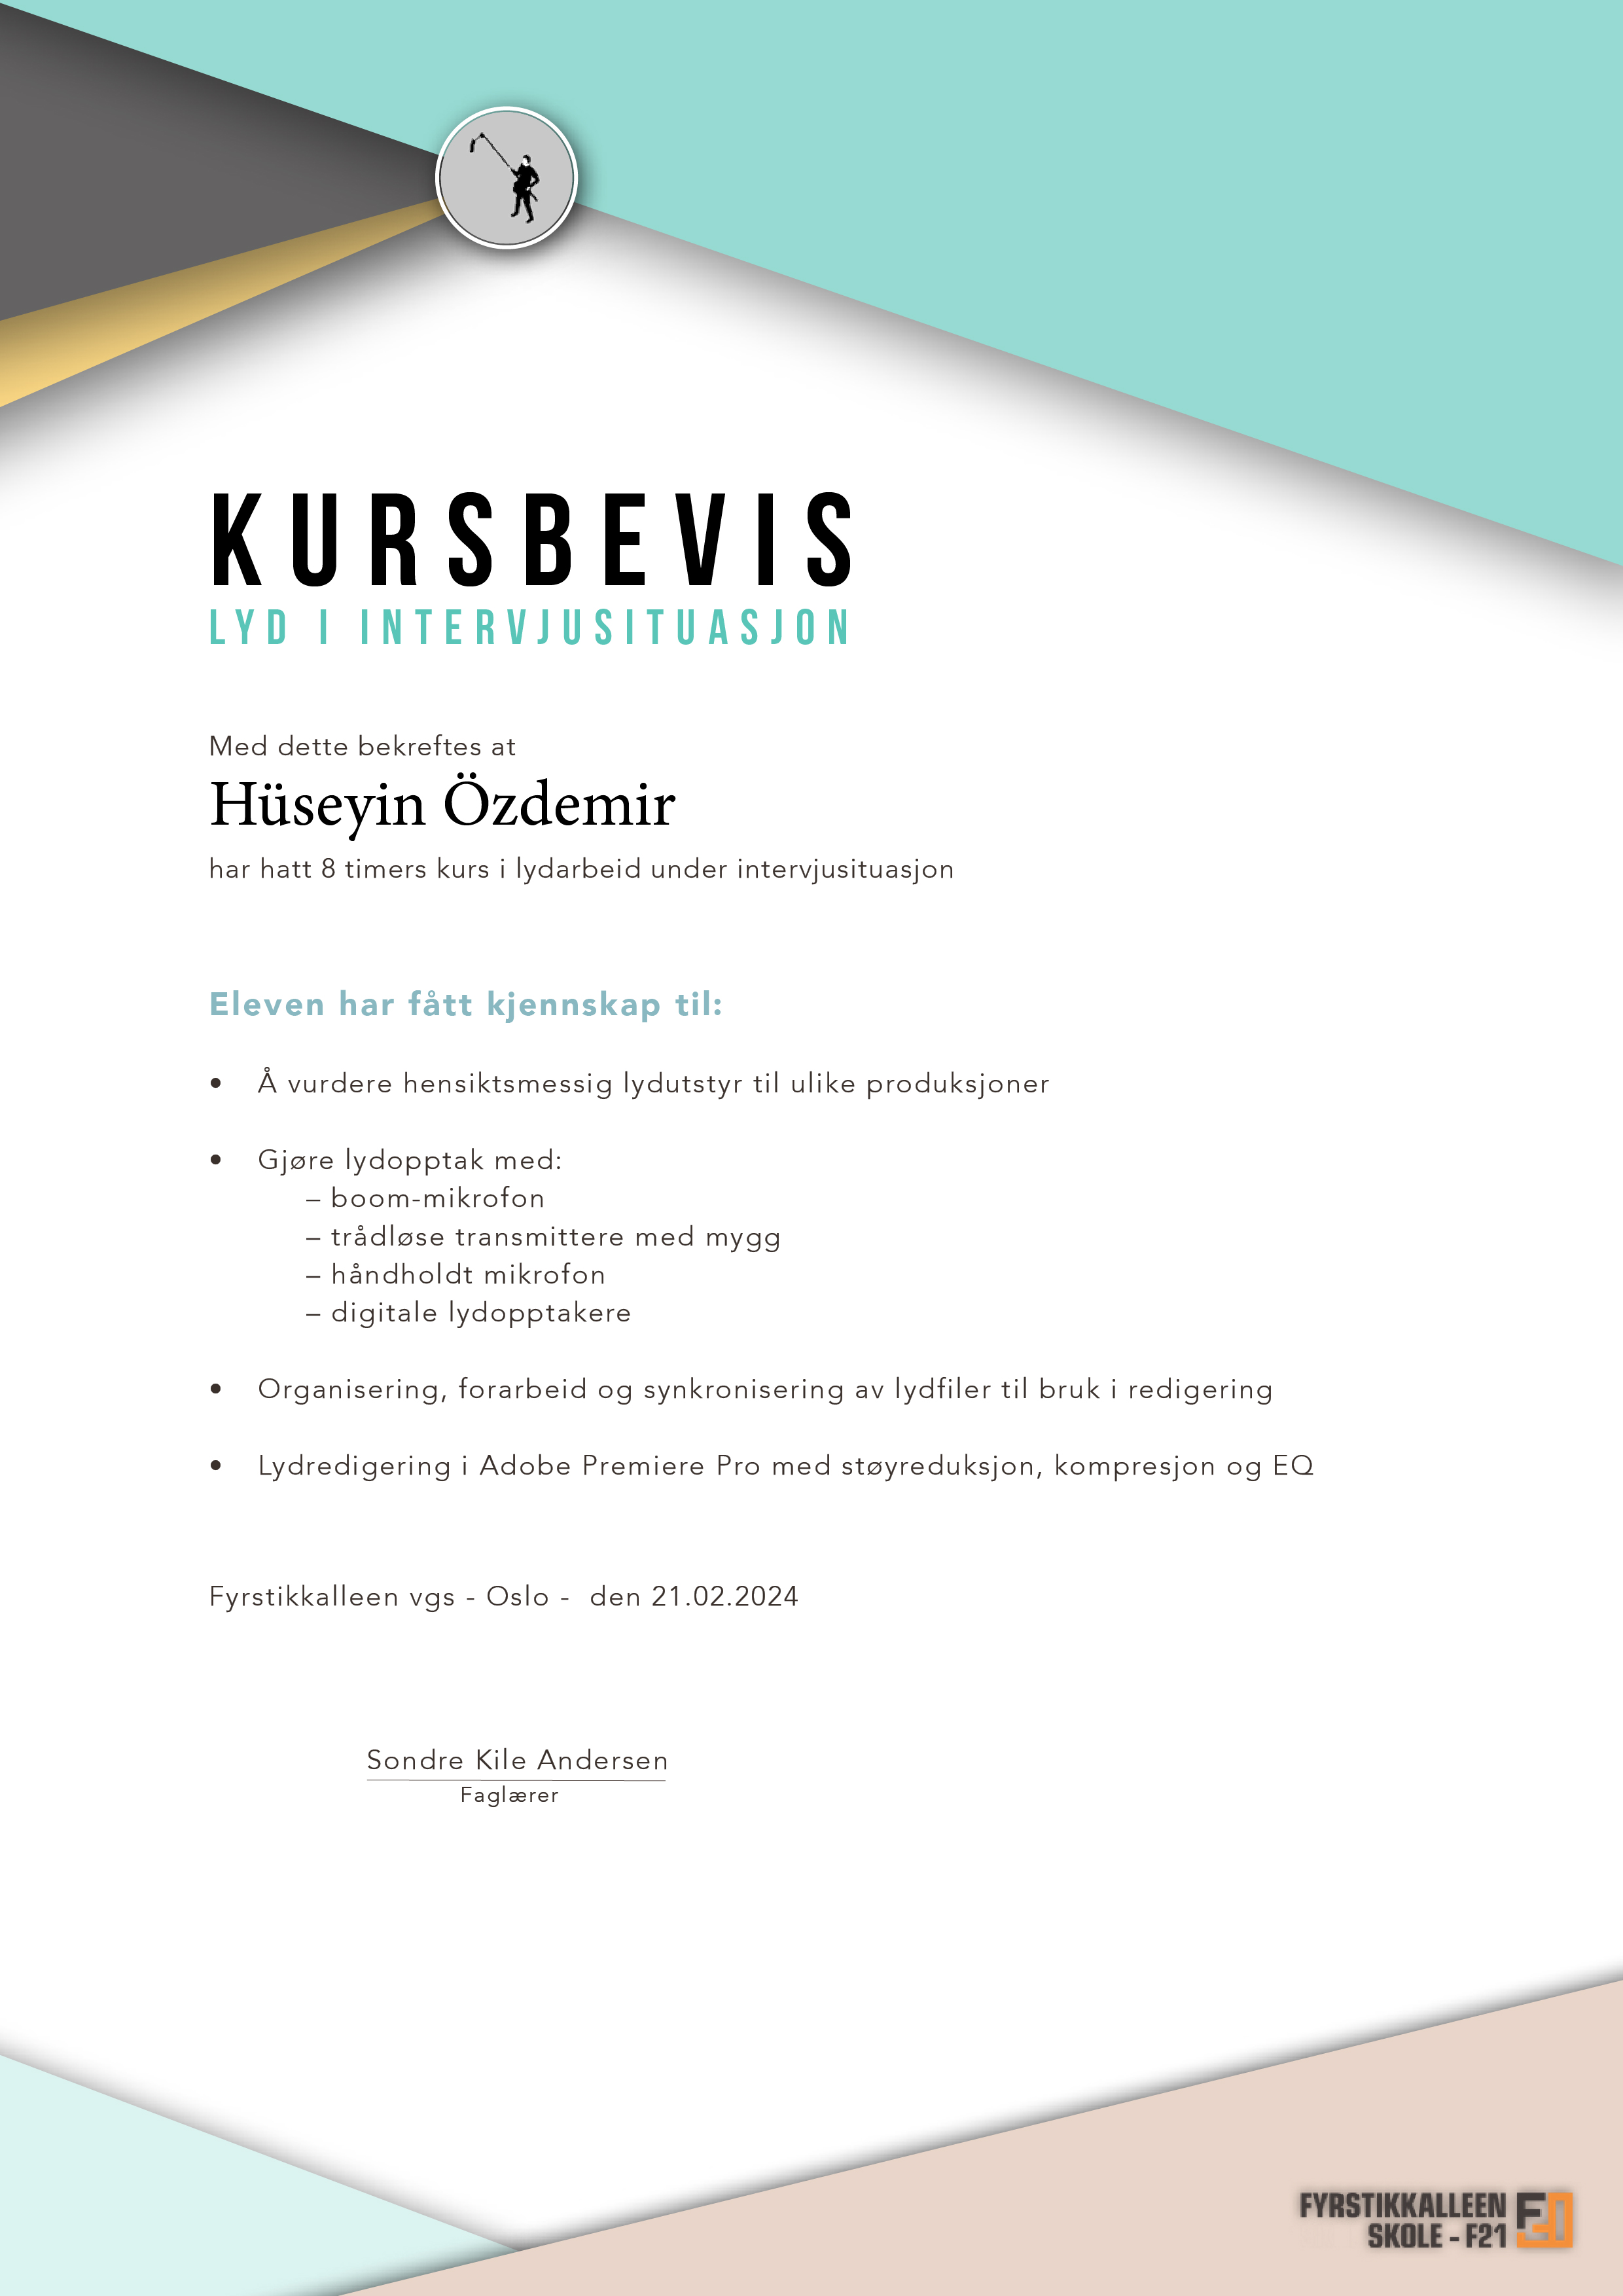 KURSBEVIS
LYD I INTERVJUSITUASJON
Med dette bekreftes at
Hüseyin Özdemir
har hatt 8 timers kurs i lydarbeid under intervjusituasjon
Eleven har fått kjennskap til:
• Å vurdere hensiktsmessig lydutstyr til ulike produksjoner
• Gjøre lydopptak med:
– boom-mikrofon
– trådløse transmittere med mygg
– håndholdt mikrofon
– digitale lydopptakere
• Organisering, forarbeid og synkronisering av lydfiler til bruk i redigering
• Lydredigering i Adobe Premiere Pro med støyreduksjon, kompresjon og EQ
Fyrstikkalleen vgs - Oslo - den 21.02.2024
Sondre Kile Andersen
Faglærer
FYRSTIKKALLEEN
SKOLE - F21